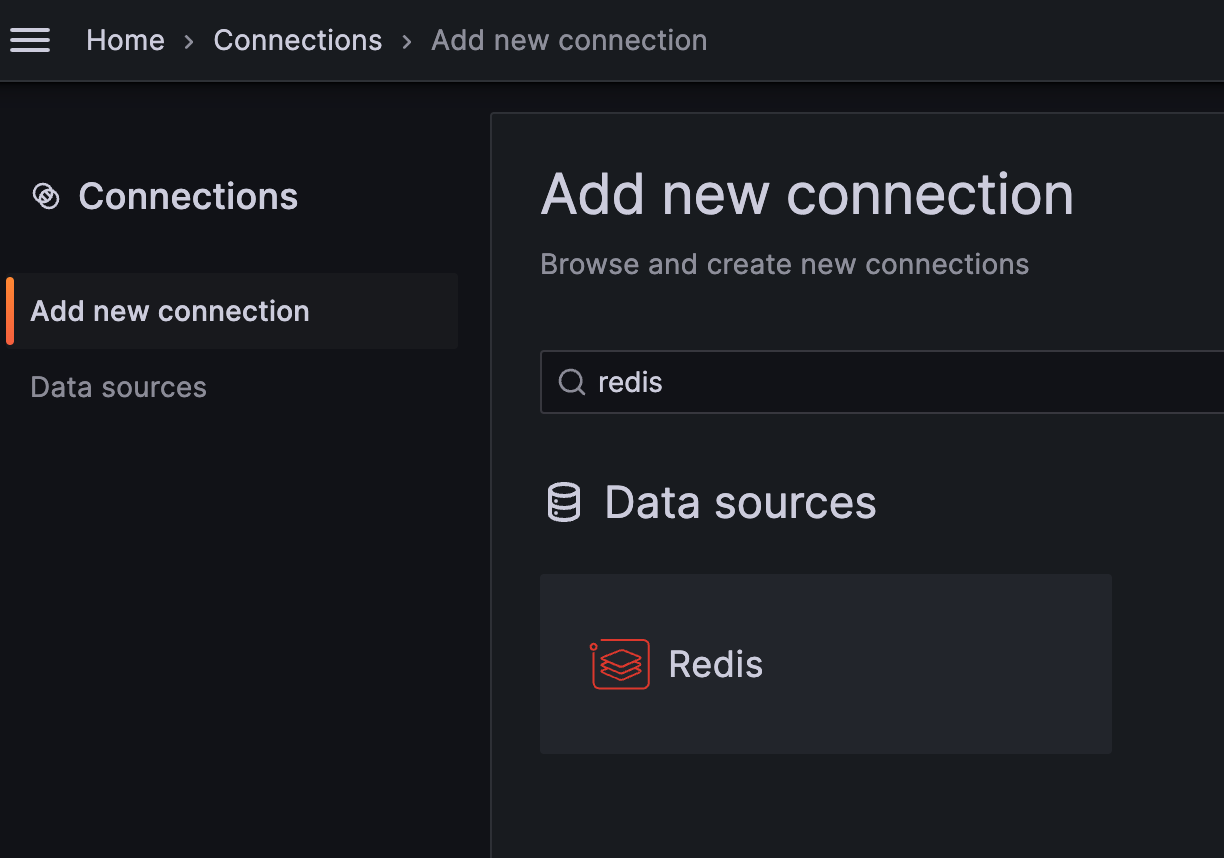 Home › Connections › Add new connection
Connections
Add new connection
Data sources
Add new connection
Browse and create new connections
redis
Data sources
Redis